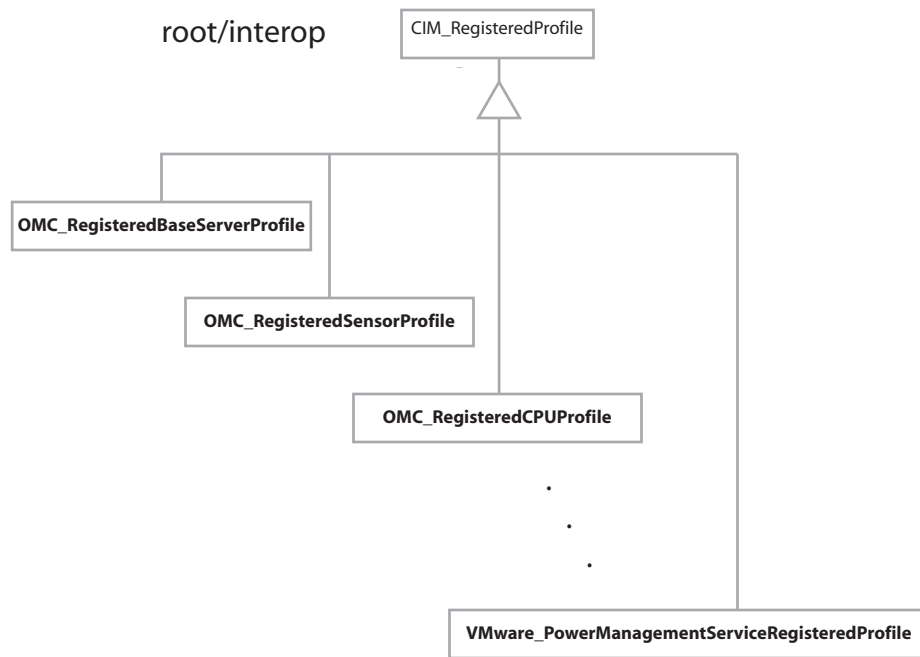 root/interop
CIM_RegisteredProfile
OMC_RegisteredBaseServerProfile
OMC_RegisteredSensorProfile
OMC_RegisteredCPUProfile
VMware_PowerManagementServiceRegisteredProfile